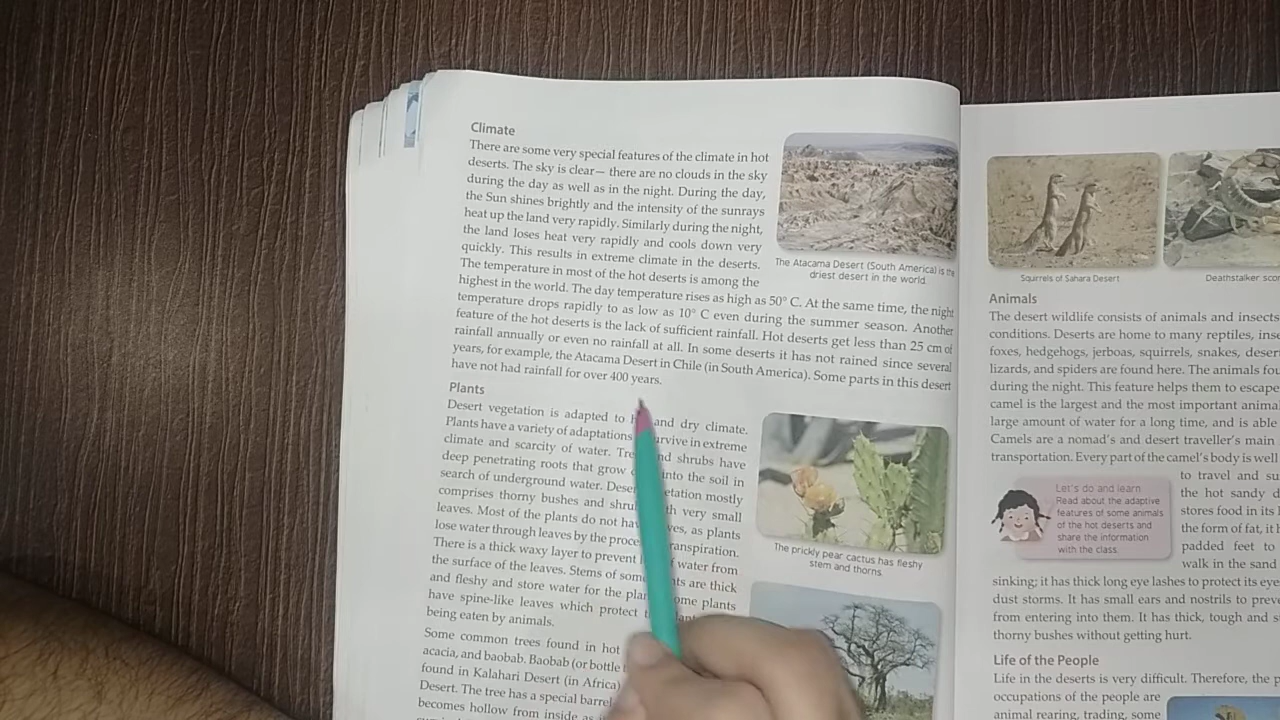 Climate
There are some very special features of the climate in hot
deserts. The sky is clear— there are no clouds in the sky
during the day as well as in the night. During the day,
the Sun shines brightly and the intensity of the sunrays
heat up the land very rapidly. Similarly during the night,
the land loses heat very rapidly and cools down very
quickly. This results in extreme climate in the deserts.
The temperature in most of the hot deserts is among the
highest in the world. The day temperature rises as high as 50° C. At the same time, the night
temperature drops rapidly to as low as 10° C even during the summer season. Another
feature of the hot deserts is the lack of sufficient rainfall. Hot deserts get less than 25 cm of
rainfall annually or even no rainfall at all. In some deserts it has not rained since several
years, for example, the Atacama Desert in Chile (in South America). Some parts in this desert
have not had rainfall for over 400 years.
The Atacama Desert (South America) is the
driest desert in the world
Plants
Desert vegetation is adapted to and dry climate.
Plants have a variety of adaptations survive in extreme
climate and scarcity of water. shrubs have
deep penetrating roots that grow into the soil in
search of underground water. mostly
comprises thorny bushes and very small
leaves. Most of the plants do not as plants
lose water through leaves by the
There is a thick waxy layer to prevent water from
the surface of the leaves. Stems of are thick
and fleshy and store water for the plants
have spine-like leaves which protect
being eaten by animals.
The prickly pear cactus has fleshy
stem and thorns
Some common trees found in hot
acacia, and baobab. Baobab (or bottle
found in Kalahari Desert (in Africa)
Desert. The tree has a special
becomes hollow from inside as
Squirrels of Sahara Desert
Deathstalker
Animals
The desert wildlife consists of animals and insects
conditions. Deserts are home to many reptiles,
foxes, hedgehogs, jerboas, squirrels, snakes,
lizards, and spiders are found here. The animals
during the night. This feature helps them to escape
camel is the largest and the most important
large amount of water for a long time, and is able
Camels are a nomad's and desert traveller's main
transportation. Every part of the camel's body is well
to travel and
the hot sandy
stores food in its
the form of fat, it
padded feet to
walk in the sand
Let's do and learn
Read about the adaptive
features of some animals
of the hot deserts and
share the information
with the class.
sinking; it has thick long eye lashes to protect its
dust storms. It has small ears and nostrils to
from entering into them. It has thick, tough and
thorny bushes without getting hurt.
Life of the People
Life in the deserts is very difficult. Therefore, the
occupations of the people are
animal rearing, trading, some